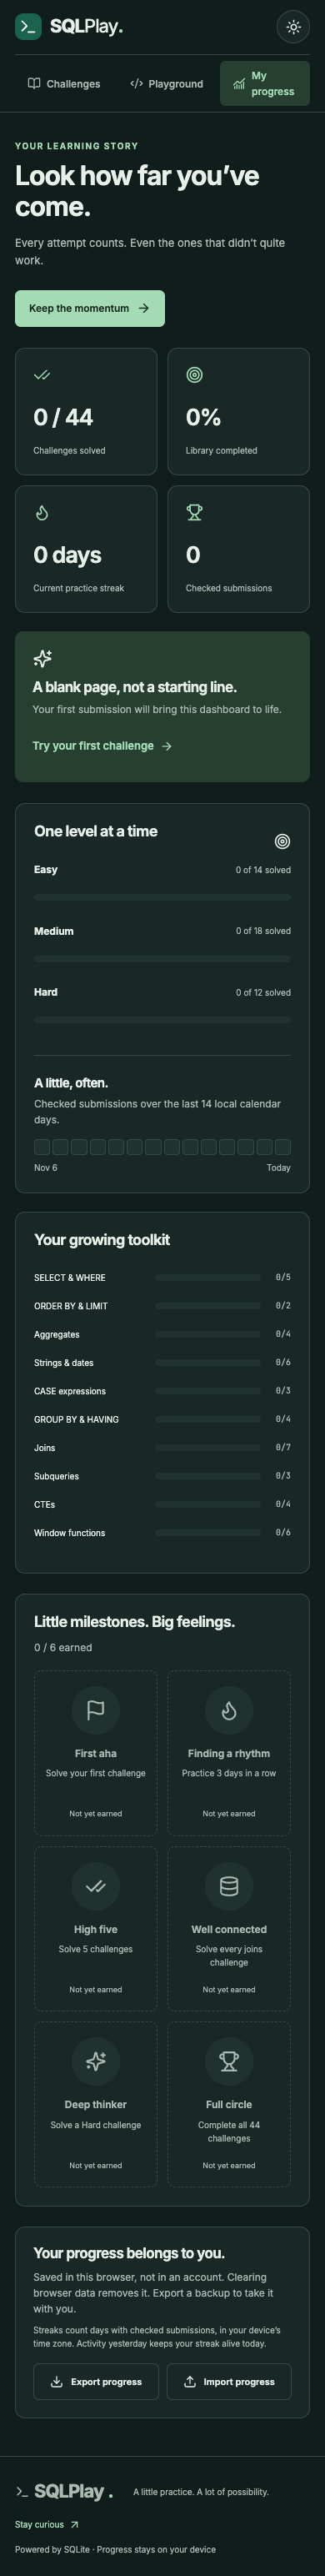 SQLPlay.
Challenges
Playground
My
progress
YOUR LEARNING STORY
Look how far you’ve
come.
Every attempt counts. Even the ones that didn’t quite
work.
Keep the momentum
0 / 44
Challenges solved
0%
Library completed
0 days
Current practice streak
0
Checked submissions
A blank page, not a starting line.
Your first submission will bring this dashboard to life.
Try your first challenge
One level at a time
Easy 0 of 14 solved
Medium 0 of 18 solved
Hard 0 of 12 solved
A little, often.
Checked submissions over the last 14 local calendar
days.
Nov 6 Today
Your growing toolkit
SELECT & WHERE 0/5
ORDER BY & LIMIT 0/2
Aggregates 0/4
Strings & dates 0/6
CASE expressions 0/3
GROUP BY & HAVING 0/4
Joins 0/7
Subqueries 0/3
CTEs 0/4
Window functions 0/6
Little milestones. Big feelings.
0 / 6 earned
First aha
Solve your first challenge
Not yet earned
Finding a rhythm
Practice 3 days in a row
Not yet earned
High five
Solve 5 challenges
Not yet earned
Well connected
Solve every joins
challenge
Not yet earned
Deep thinker
Solve a Hard challenge
Not yet earned
Full circle
Complete all 44
challenges
Not yet earned
Your progress belongs to you.
Saved in this browser, not in an account. Clearing
browser data removes it. Export a backup to take it
with you.
Streaks count days with checked submissions, in your device’s
time zone. Activity yesterday keeps your streak alive today.
Export progress
Import progress
SQLPlay .
A little practice. A lot of possibility.
Stay curious
Powered by SQLite · Progress stays on your device